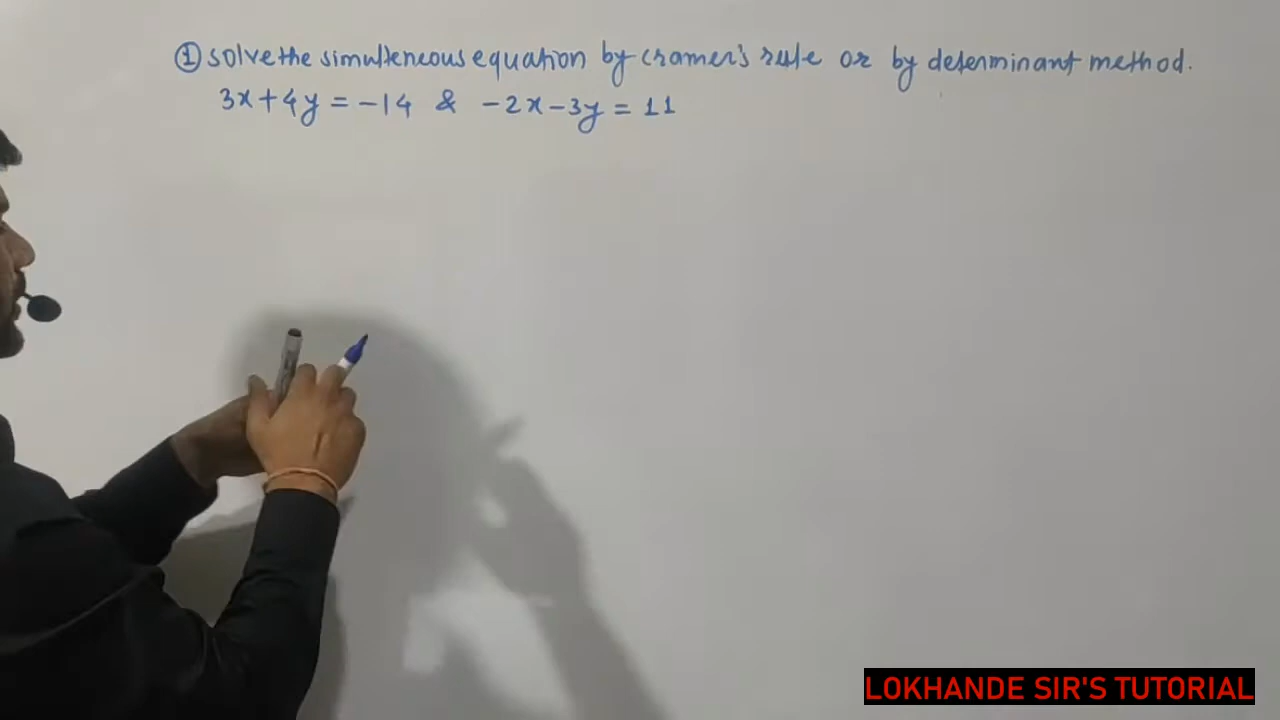 ① solve the simulteneous equation by cramer's rule or by determinant method.
3x+4y = -14 & -2x-3y = 11
LOKHANDE SIR'S TUTORIAL